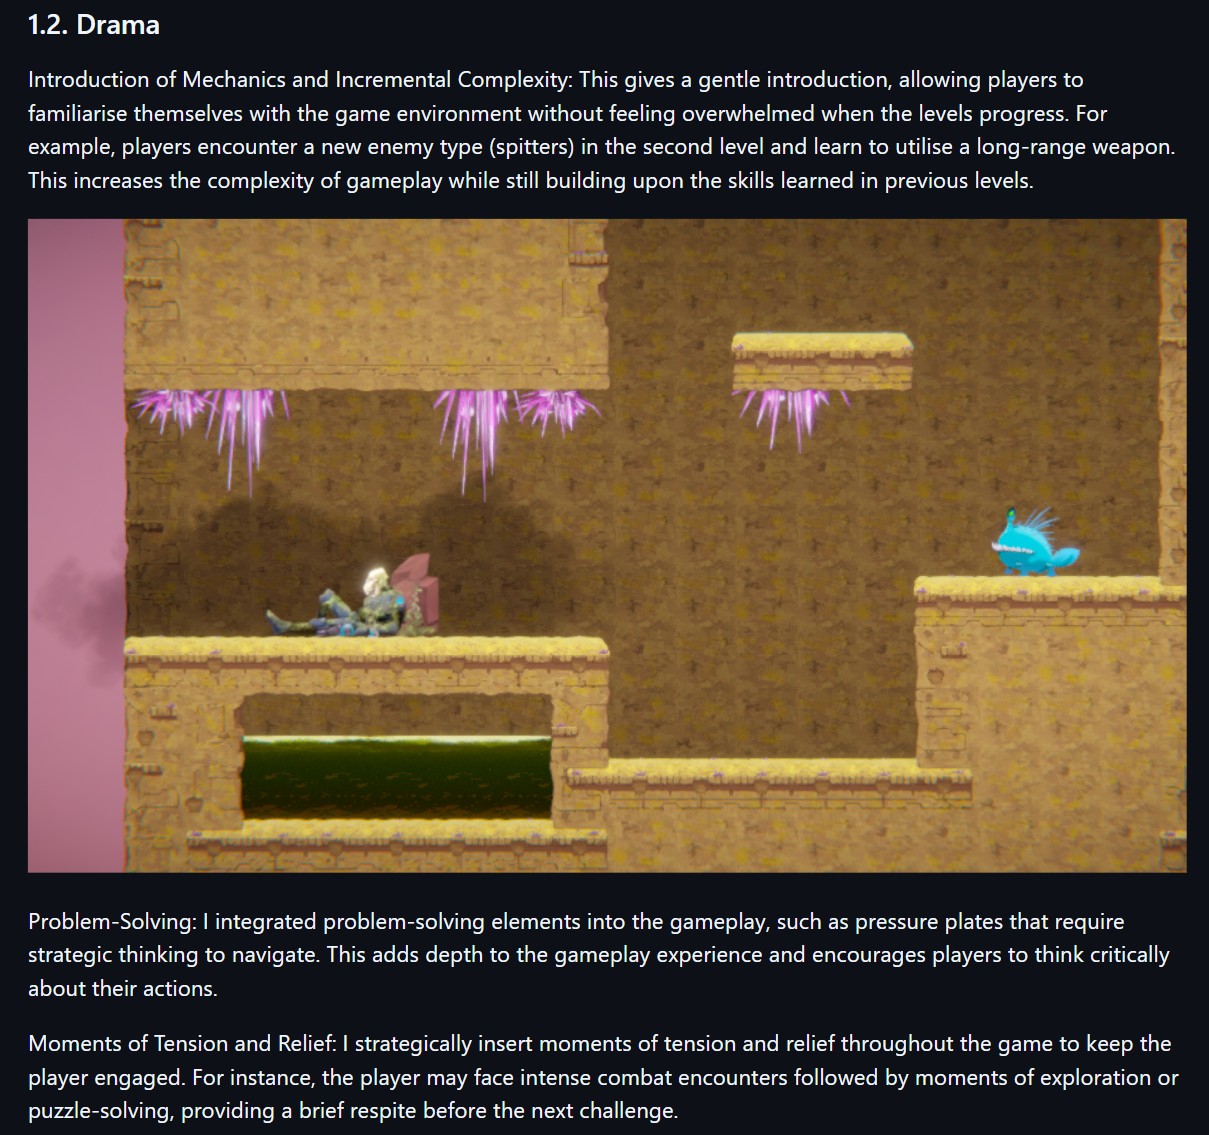 1.2. Drama
Introduction of Mechanics and Incremental Complexity: This gives a gentle introduction, allowing players to
familiarise themselves with the game environment without feeling overwhelmed when the levels progress. For
example, players encounter a new enemy type (spitters) in the second level and learn to utilise a long-range weapon.
This increases the complexity of gameplay while still building upon the skills learned in previous levels.
Problem-Solving: I integrated problem-solving elements into the gameplay, such as pressure plates that require
strategic thinking to navigate. This adds depth to the gameplay experience and encourages players to think critically
about their actions.
Moments of Tension and Relief: I strategically insert moments of tension and relief throughout the game to keep the
player engaged. For instance, the player may face intense combat encounters followed by moments of exploration or
puzzle-solving, providing a brief respite before the next challenge.